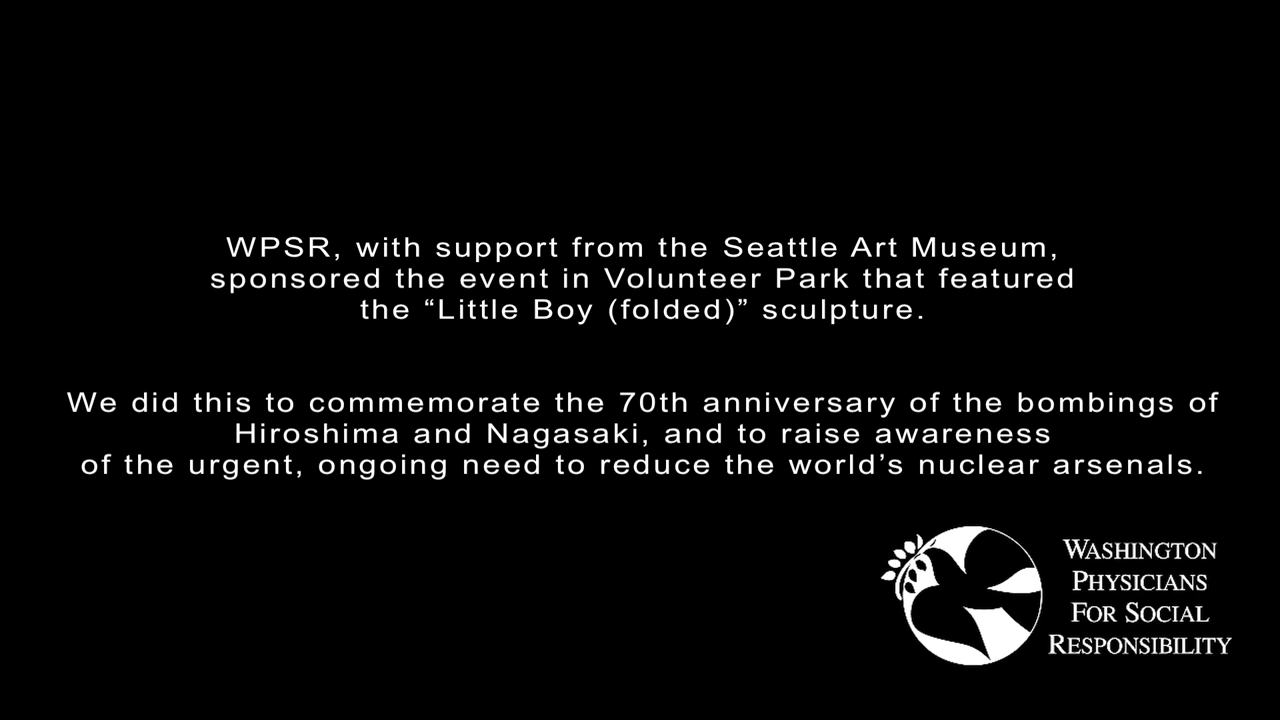 WPSR, with support from the Seattle Art Museum,
sponsored the event in Volunteer Park that featured
the “Little Boy (folded)” sculpture.
We did this to commemorate the 70th anniversary of the bombings of
Hiroshima and Nagasaki, and to raise awareness
of the urgent, ongoing need to reduce the world’s nuclear arsenals.
WASHINGTON
PHYSICIANS
FOR SOCIAL
RESPONSIBILITY